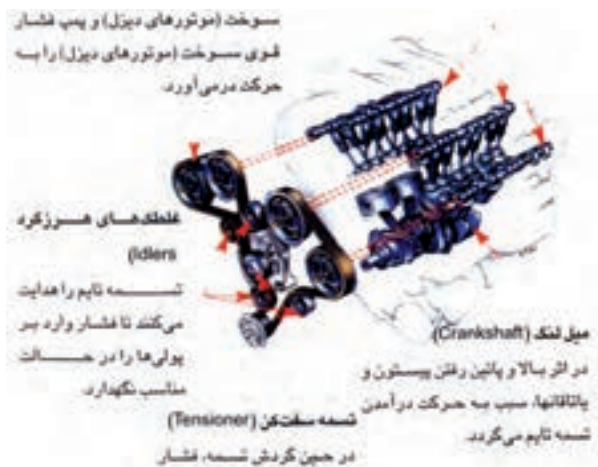 سوخت (موتورهای دیزل) و پمپ فشار
قوی سوخت (موتورهای دیزل) را به
حرکت درمی‌آورد.
غلطک‌های هرزگرد
(Idlers
تسمه تایم را هدایت
می‌کنند تا فشار وارد بر
پولی‌ها را در حالت
مناسب نگهدارد.
میل لنگ (Crankshaft)
در اثر بالا و پائین رفتن پیستون و
یاتاقانها، سبب به حرکت درآمدن
تسمه تایم می‌گردد.
تسمه سفت‌کن (Tensioner)
در حین گردش تسمه، فشار